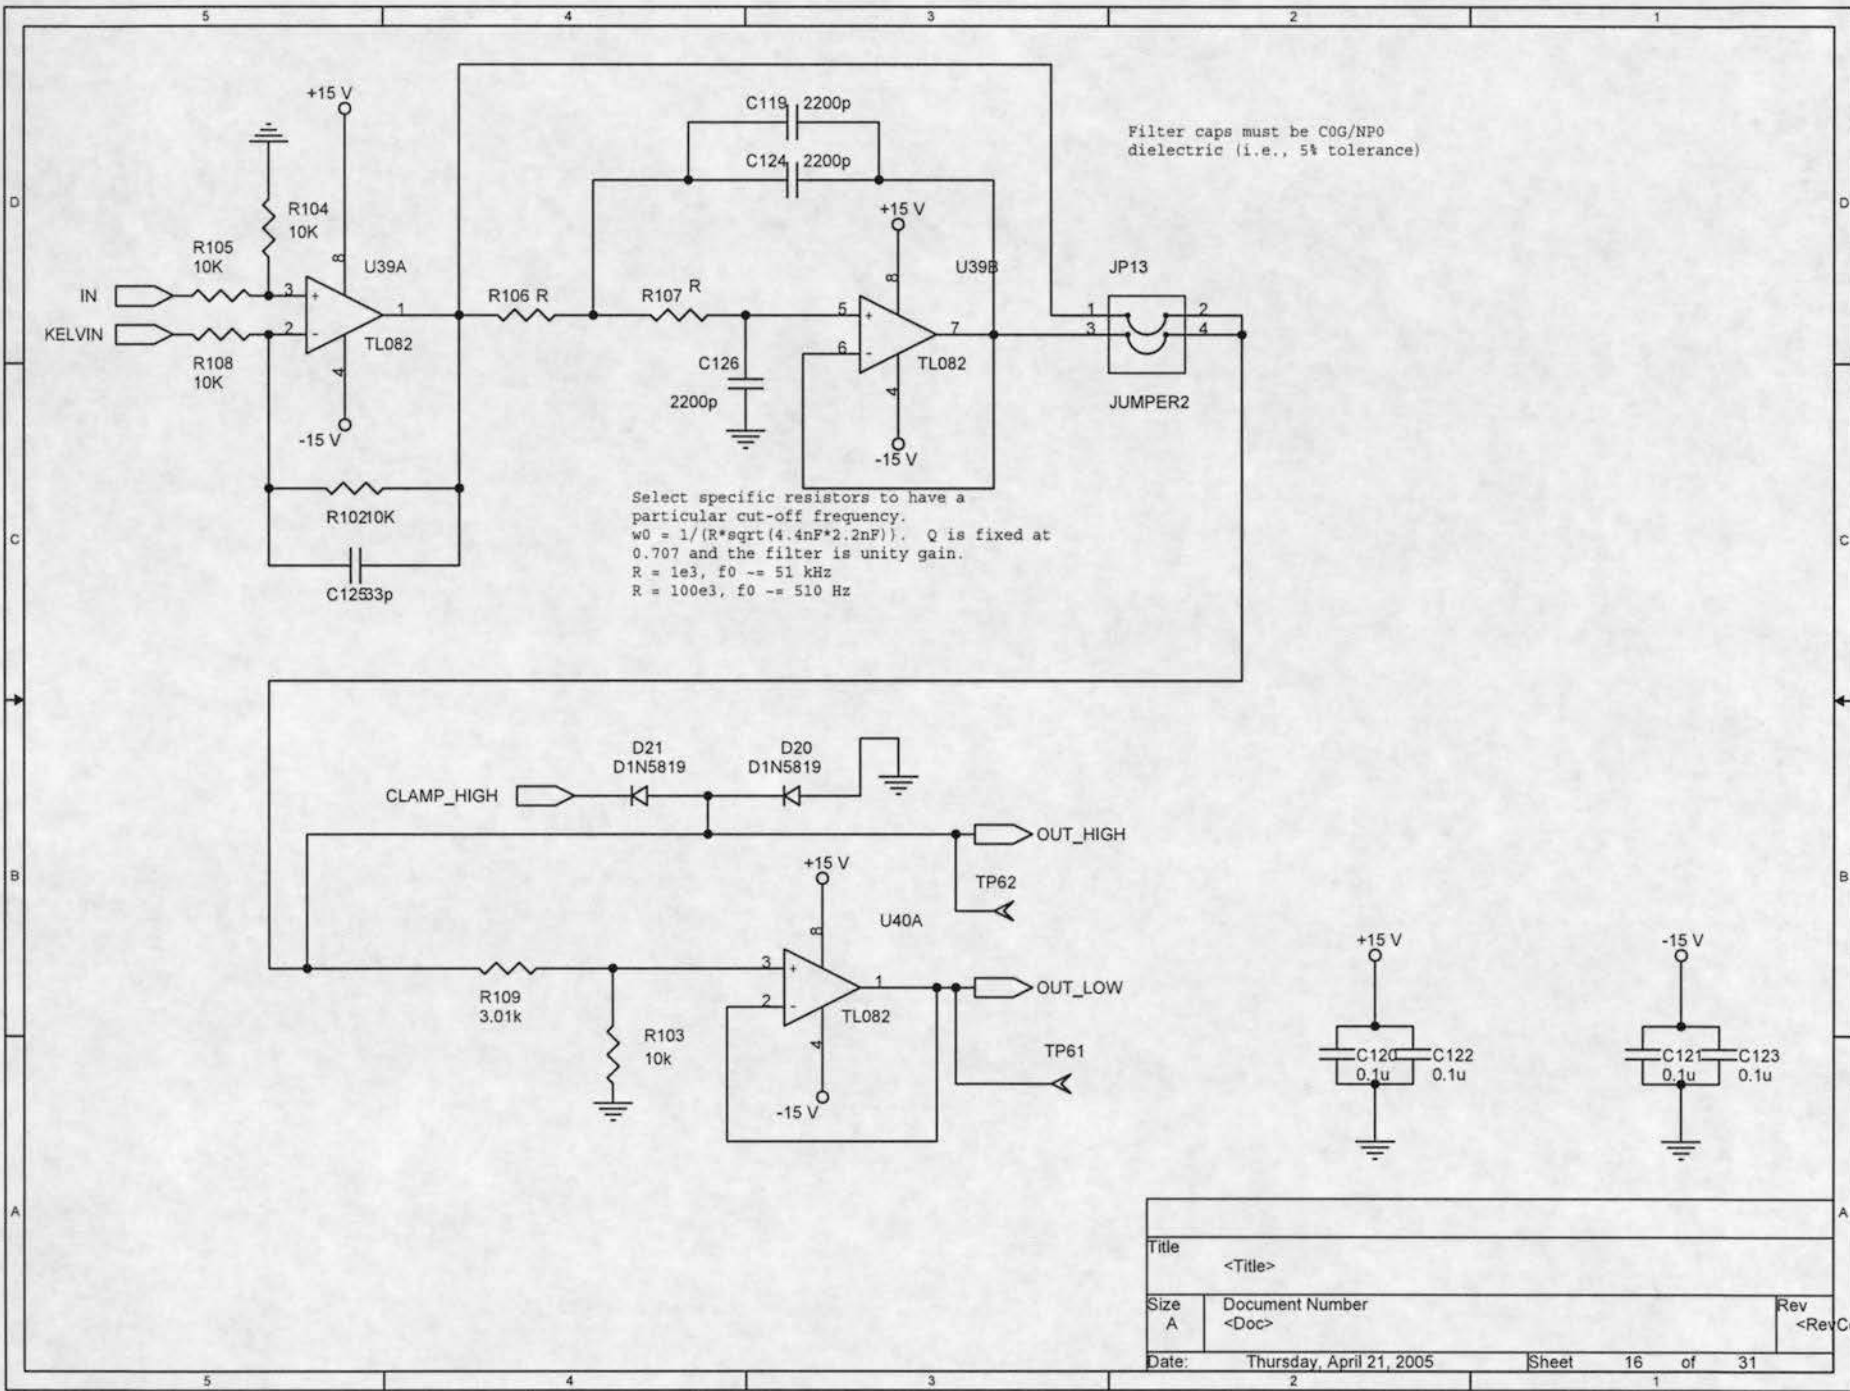 5 4 3 2 1
D
C
B
A
D
C
B
A
+15 V
R104
10K
R105
10K
IN
KELVIN
R108
10K
3
2
+
-
8
4
1
U39A
TL082
-15 V
R102 10K
C125 33p
C119 2200p
C124 2200p
R106 R
R107 R
C126
2200p
+15 V
U39B
5
6
+
-
8
4
7
TL082
-15 V
JP13
1 2
3 4
JUMPER2
Filter caps must be C0G/NP0
dielectric (i.e., 5% tolerance)
Select specific resistors to have a
particular cut-off frequency.
w0 = 1/(R*sqrt(4.4nF*2.2nF)). Q is fixed at
0.707 and the filter is unity gain.
R = 1e3, f0 ~= 51 kHz
R = 100e3, f0 ~= 510 Hz
D21
D1N5819
D20
D1N5819
CLAMP_HIGH
OUT_HIGH
TP62
+15 V
U40A
3
2
+
-
8
4
1
TL082
-15 V
OUT_LOW
TP61
R109
3.01k
R103
10k
+15 V
C120
0.1u
C122
0.1u
-15 V
C121
0.1u
C123
0.1u
Title
<Title>
Size
A
Document Number
<Doc>
Rev
<RevC
Date: Thursday, April 21, 2005 Sheet 16 of 31
5 4 3 2 1